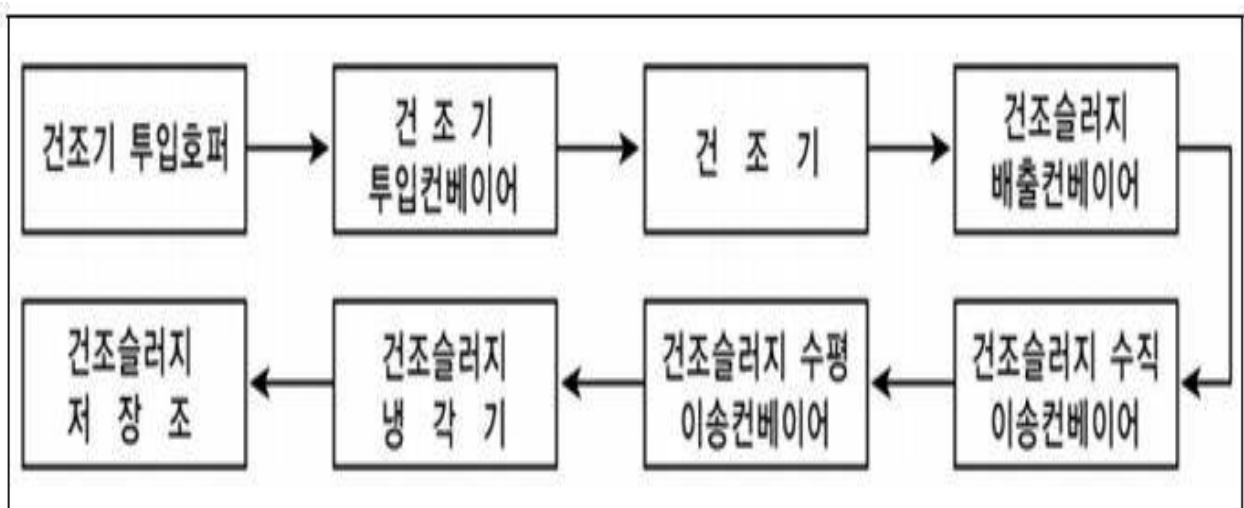 건조기 투입호퍼
건 조 기
투입컨베이어
건 조 기
건조슬러지
배출컨베이어
건조슬러지 수직
이송컨베이어
건조슬러지 수평
이송컨베이어
건조슬러지
냉 각 기
건조슬러지
저 장 조